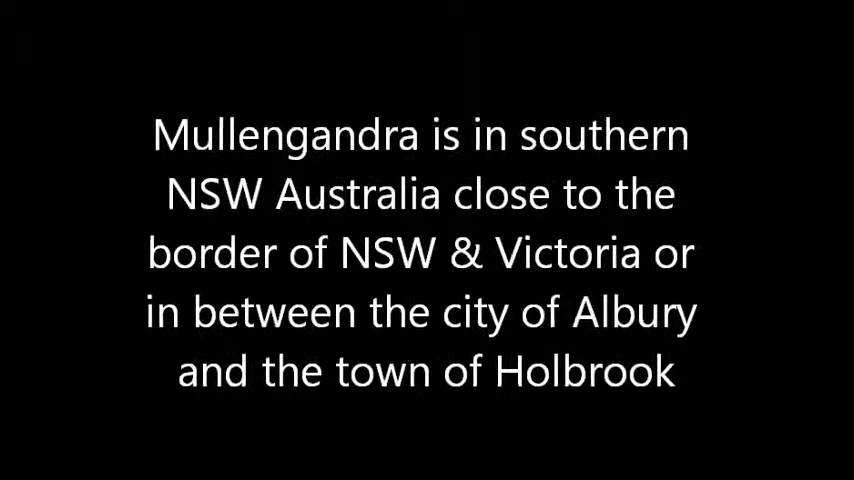 Mullengandra is in southern
NSW Australia close to the
border of NSW & Victoria or
in between the city of Albury
and the town of Holbrook